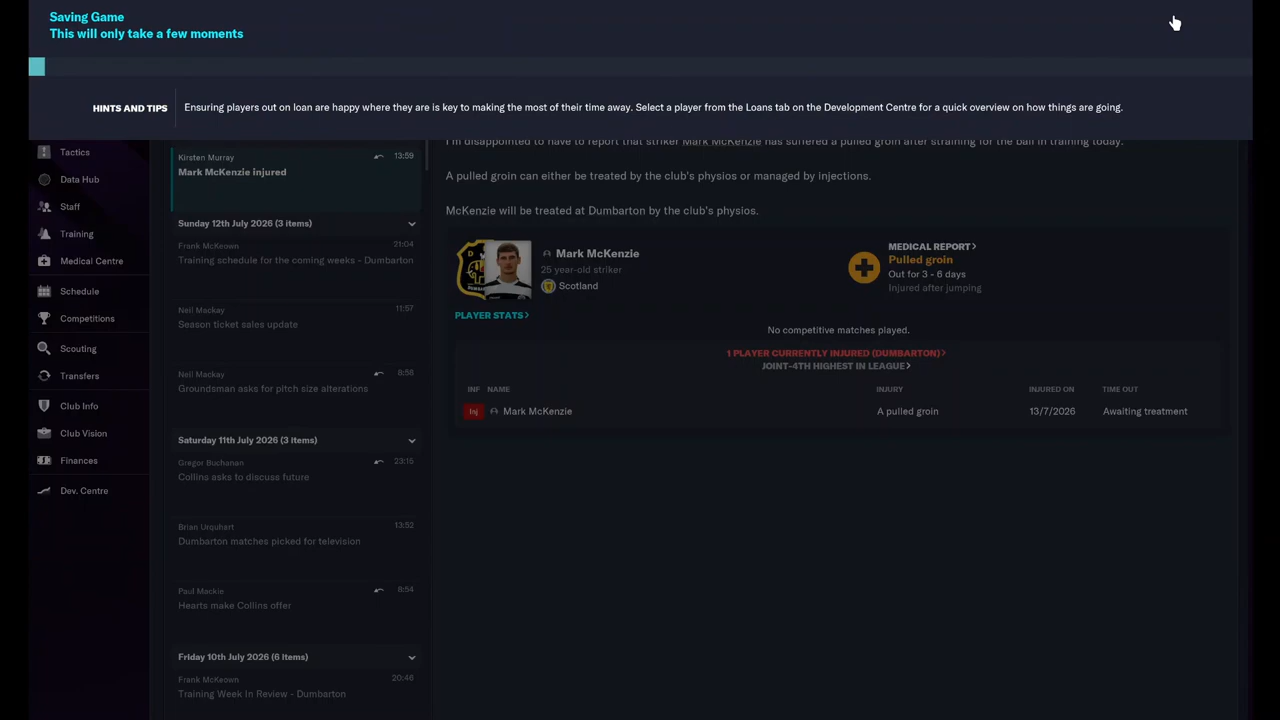 Saving Game
This will only take a few moments
HINTS AND TIPS
Ensuring players out on loan are happy where they are is key to making the most of their time away. Select a player from the Loans tab on the Development Centre for a quick overview on how things are going.
Tactics
Data Hub
Staff
Training
Medical Centre
Schedule
Competitions
Scouting
Transfers
Club Info
Club Vision
Finances
Dev. Centre
Kirsten Murray 13:59
Mark McKenzie injured
Sunday 12th July 2026 (3 items)
Frank McKeown 21:04
Training schedule for the coming weeks - Dumbarton
Neil Mackay 11:57
Season ticket sales update
Neil Mackay 8:58
Groundsman asks for pitch size alterations
Saturday 11th July 2026 (3 items)
Gregor Buchanan 23:15
Collins asks to discuss future
Brian Urquhart 13:52
Dumbarton matches picked for television
Paul Mackie 8:54
Hearts make Collins offer
Friday 10th July 2026 (6 items)
Frank McKeown 20:46
Training Week In Review - Dumbarton
I'm disappointed to have to report that striker Mark McKenzie has suffered a pulled groin after straining for the ball in training today.
A pulled groin can either be treated by the club's physios or managed by injections.
McKenzie will be treated at Dumbarton by the club's physios.
Mark McKenzie
25 year-old striker
Scotland
MEDICAL REPORT>
Pulled groin
Out for 3 - 6 days
Injured after jumping
PLAYER STATS>
No competitive matches played.
1 PLAYER CURRENTLY INJURED (DUMBARTON)>
JOINT-4TH HIGHEST IN LEAGUE>
INF NAME INJURY INJURED ON TIME OUT
Inj Mark McKenzie A pulled groin 13/7/2026 Awaiting treatment